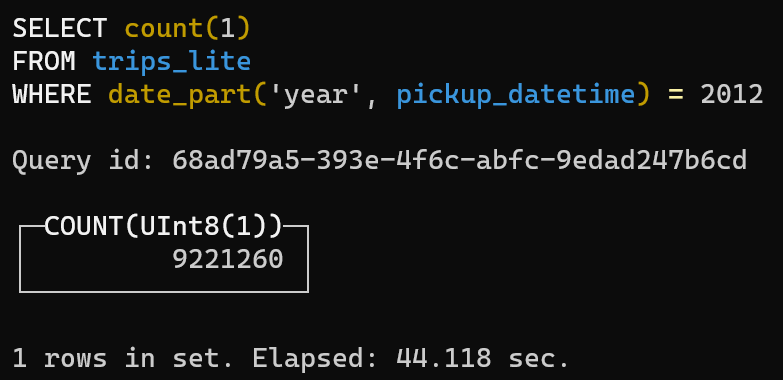 SELECT count(1)
FROM trips_lite
WHERE date_part('year', pickup_datetime) = 2012
Query id: 68ad79a5-393e-4f6c-abfc-9edad247b6cd
COUNT(UInt8(1))
9221260
1 rows in set. Elapsed: 44.118 sec.